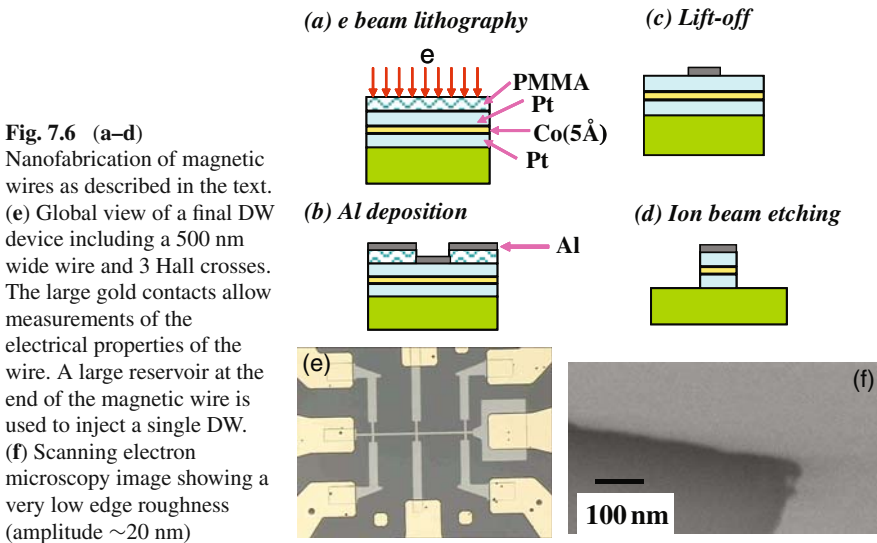 Fig. 7.6 (a–d)
Nanofabrication of magnetic
wires as described in the text.
(e) Global view of a final DW
device including a 500 nm
wide wire and 3 Hall crosses.
The large gold contacts allow
measurements of the
electrical properties of the
wire. A large reservoir at the
end of the magnetic wire is
used to inject a single DW.
(f) Scanning electron
microscopy image showing a
very low edge roughness
(amplitude ∼20 nm)
(a) e beam lithography
e
PMMA
Pt
Co(5Å)
Pt
(c) Lift-off
(b) Al deposition
Al
(d) Ion beam etching
(e)
(f)
100 nm